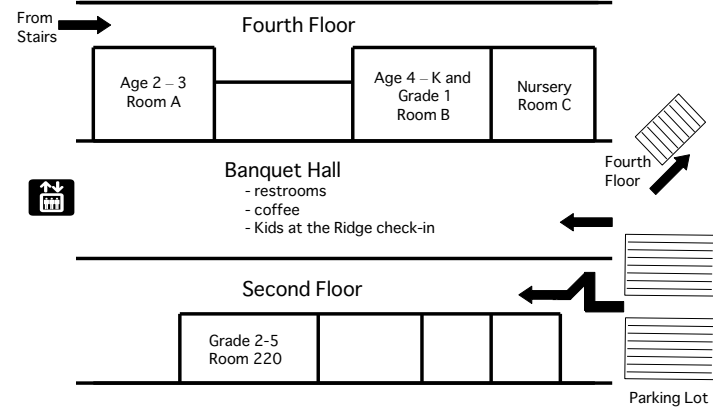 From
Stairs
Fourth Floor
Age 2 – 3
Room A
Age 4 – K and
Grade 1
Room B
Nursery
Room C
Fourth
Floor
Banquet Hall
- restrooms
- coffee
- Kids at the Ridge check-in
Second Floor
Grade 2-5
Room 220
Parking Lot